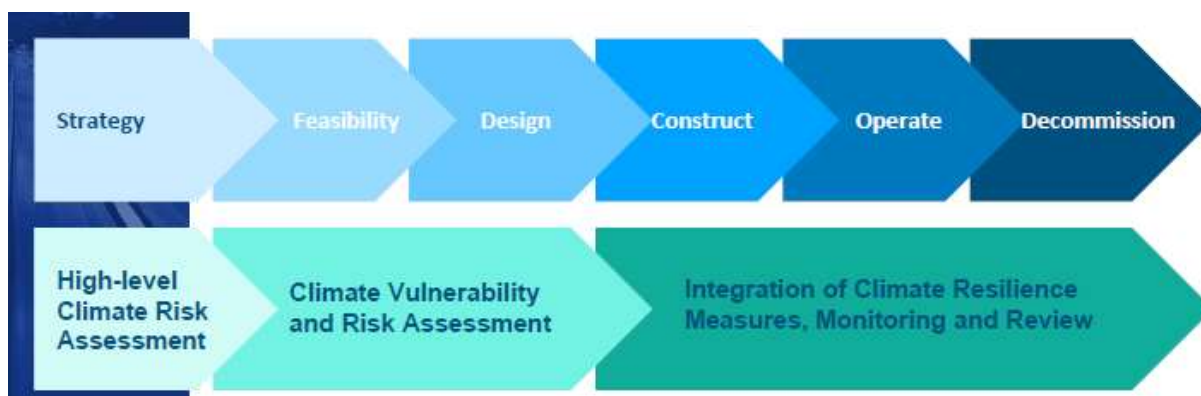 Strategy
Feasibility
Design
Construct
Operate
Decommission
High-level
Climate Risk
Assessment
Climate Vulnerability
and Risk Assessment
Integration of Climate Resilience
Measures, Monitoring and Review